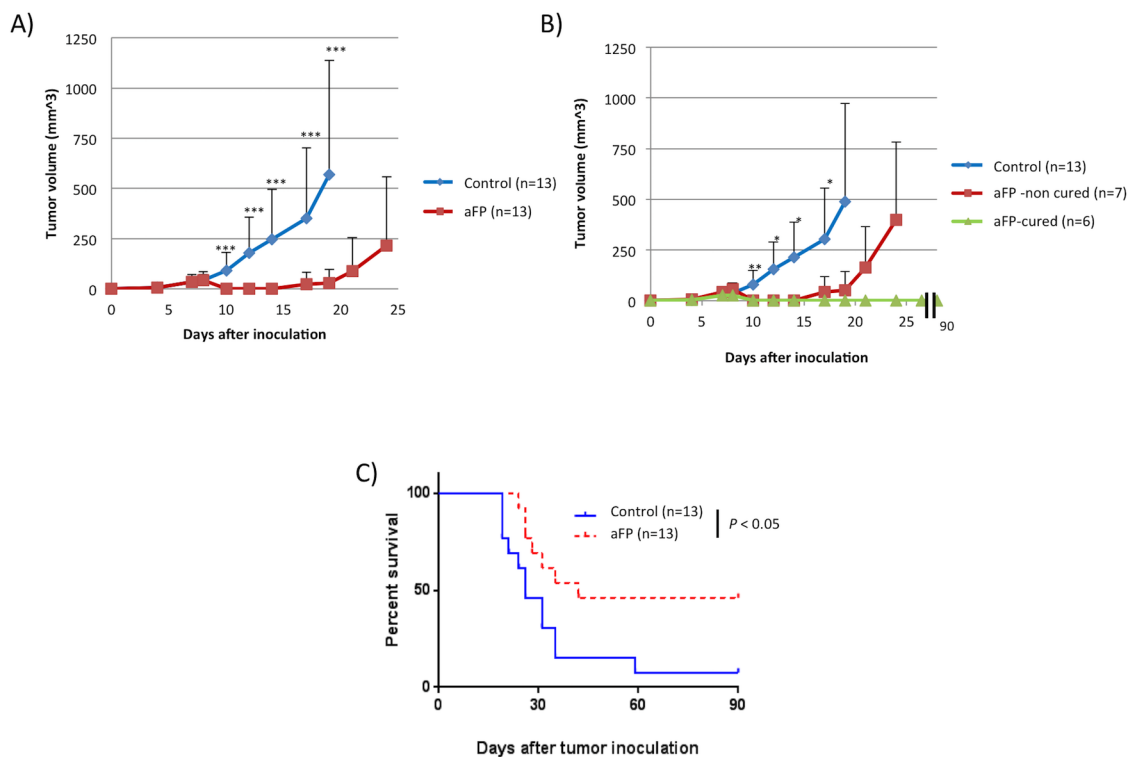 A)
1250
1000
750
500
250
0
Tumor volume (mm^3)
***
***
***
***
***
0 5 10 15 20 25
Days after inoculation
Control (n=13)
aFP (n=13)
B)
1250
1000
750
500
250
0
Tumor volume (mm^3)
**
*
*
*
0 5 10 15 20 25 90
Days after inoculation
Control (n=13)
aFP -non cured (n=7)
aFP-cured (n=6)
C)
100
50
0
Percent survival
Control (n=13)
aFP (n=13)
P < 0.05
0 30 60 90
Days after tumor inoculation